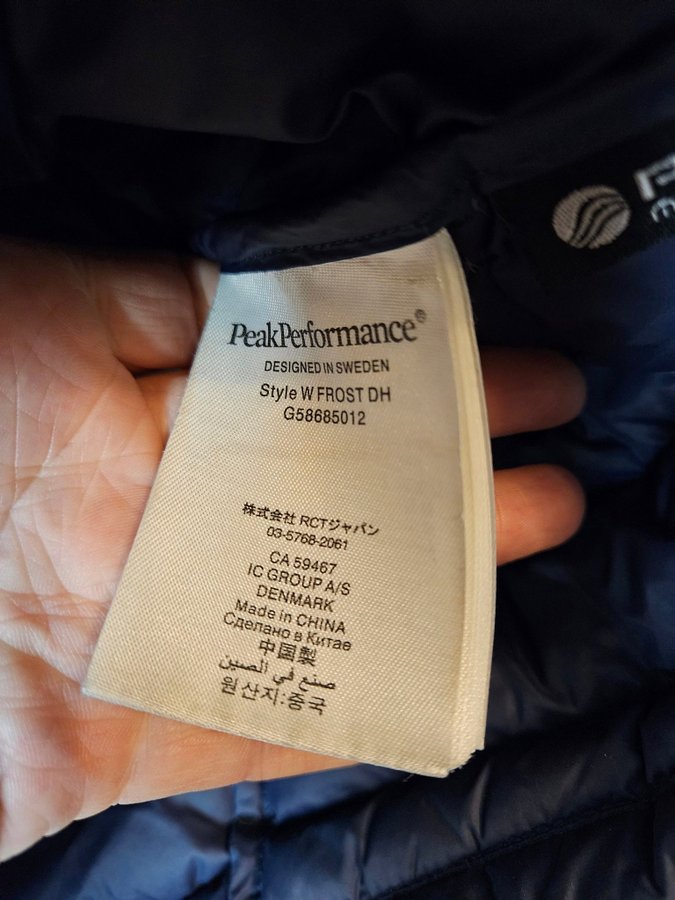 PeakPerformance®
DESIGNED IN SWEDEN
Style W FROST DH
G58685012
株式会社 RCTジャパン
03-5768-2061
CA 59467
IC GROUP A/S
DENMARK
Made in CHINA
Сделано в Китае
中国製
صنع في الصين
원산지:중국